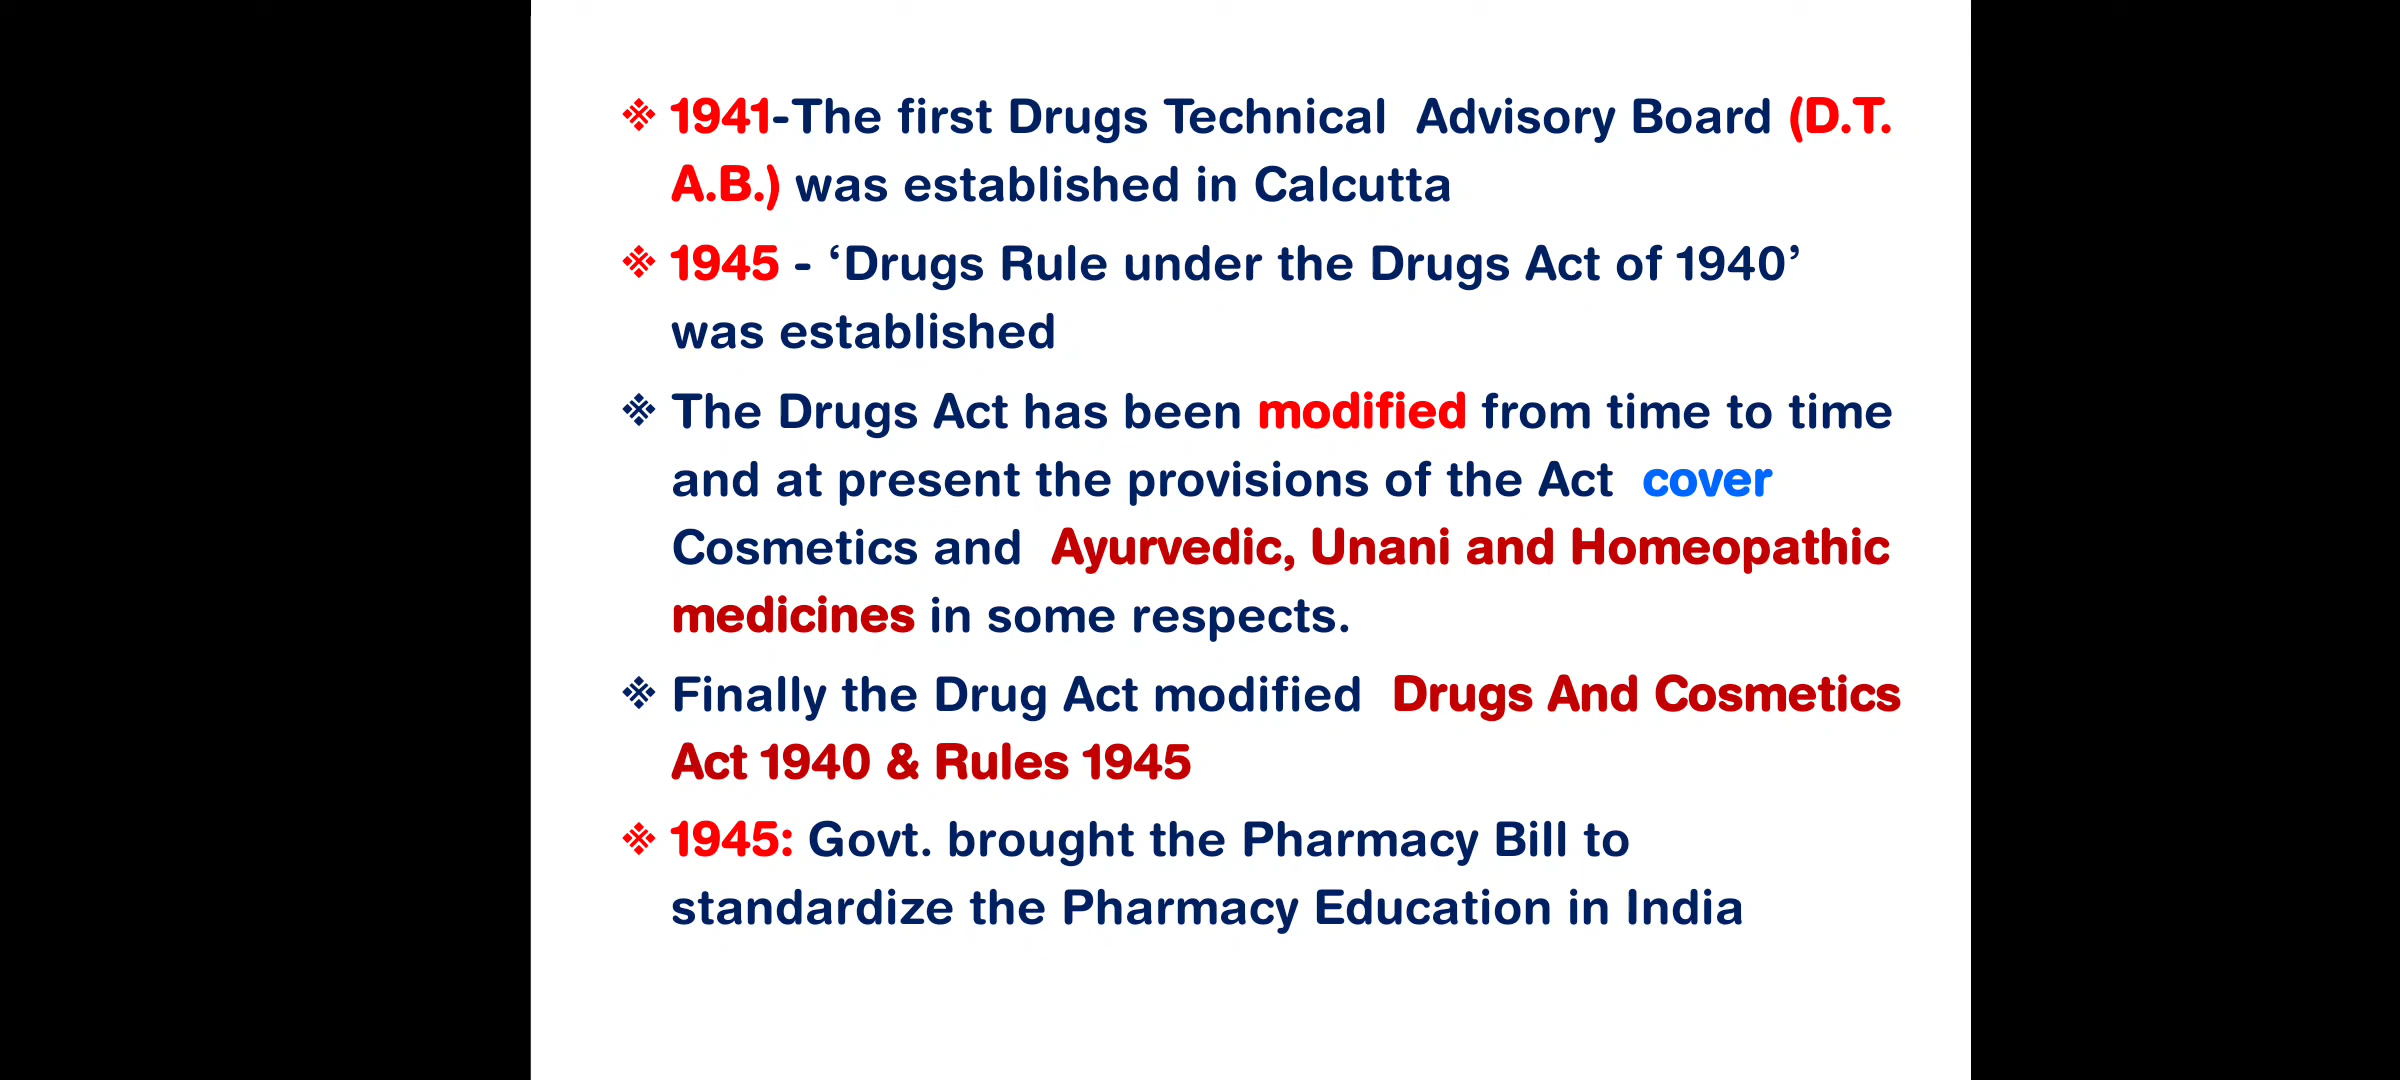 ❖ 1941-The first Drugs Technical  Advisory Board (D.T.
A.B.) was established in Calcutta
❖ 1945 - ‘Drugs Rule under the Drugs Act of 1940’
was established
❖ The Drugs Act has been modified from time to time
and at present the provisions of the Act  cover
Cosmetics and  Ayurvedic, Unani and Homeopathic
medicines in some respects.
❖ Finally the Drug Act modified  Drugs And Cosmetics
Act 1940 & Rules 1945
❖ 1945: Govt. brought the Pharmacy Bill to
standardize the Pharmacy Education in India